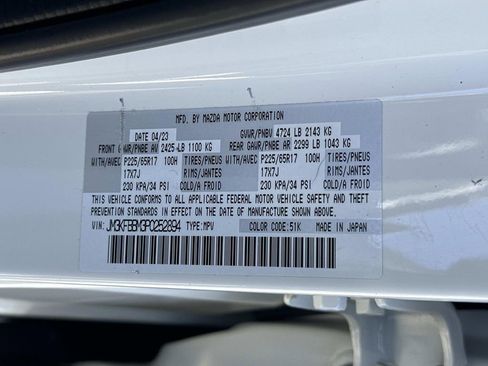 MFD. BY MAZDA MOTOR CORPORATION
DATE 04/23 GVWR/PNBV 4724 LB 2143 KG
FRONT GAWR/PNBE AV 2425 LB 1100 KG REAR GAWR/PNBE AR 2299 LB 1043 KG
WITH/AVEC P225/65R17 100H TIRES/PNEUS WITH/AVEC P225/65R17 100H TIRES/PNEUS
17X7J RIMS/JANTES 17X7J RIMS/JANTES
230 KPA/34 PSI COLD/A FROID 230 KPA/34 PSI COLD/A FROID
THIS VEHICLE CONFORMS TO ALL APPLICABLE FEDERAL MOTOR VEHICLE SAFETY AND THEFT
PREVENTION STANDARDS IN EFFECT ON THE DATE OF MANUFACTURE SHOWN ABOVE.
VIN: JM3KFBBM3P0252894 TYPE: MPV COLOR CODE: 51K MADE IN JAPAN